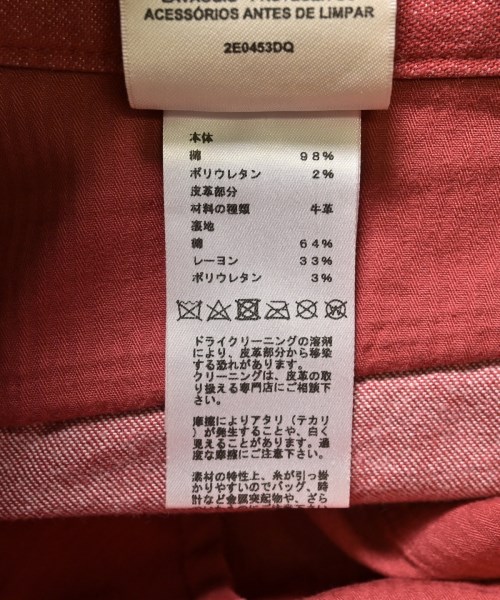 ACESSÓRIOS ANTES DE LIMPAR
2E0453DQ
本体
綿 98%
ポリウレタン 2%
皮革部分
材料の種類 牛革
裏地
綿 64%
レーヨン 33%
ポリウレタン 3%
ドライクリーニングの溶剤
により、皮革部分から移染
する恐れがあります。
クリーニングは、皮革の取
り扱える専門店にご相談下
さい。
摩擦によりアタリ（テカリ
）が発生することや、白く
見えることがあります。過
度な摩擦にご注意下さい。
素材の特性上、糸が引っ掛
かりやすいのでバッグ、時
計など金属突起物や、ざら